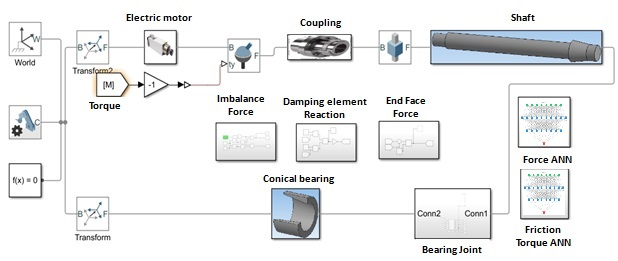 Electric motor
Coupling
Shaft
W
World
B F
Transform2
B
ty
F
B F
[M]
-1
Torque
C
f(x) = 0
Imbalance
Force
Damping element
Reaction
End Face
Force
Force ANN
Conical bearing
B F
Transform
Conn2
Conn1
Bearing Joint
Friction
Torque ANN